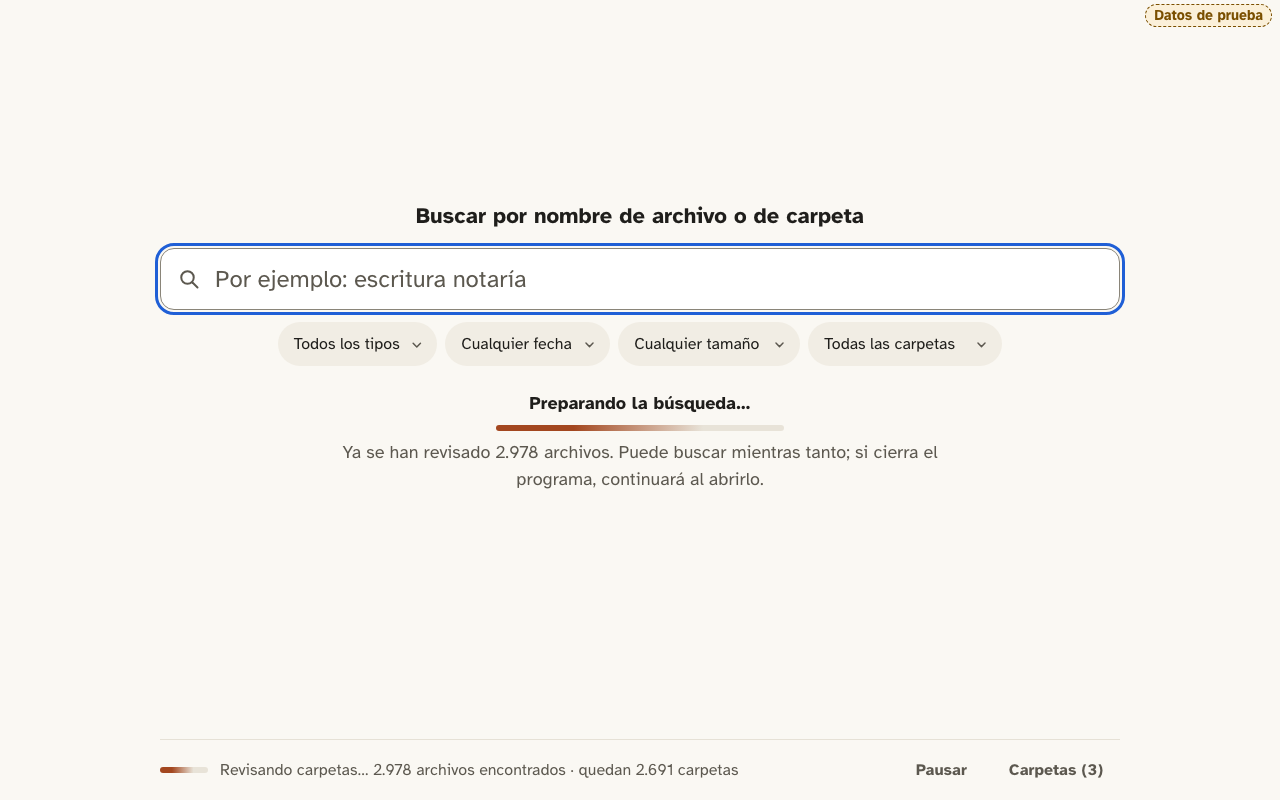 Datos de prueba
Buscar por nombre de archivo o de carpeta
Por ejemplo: escritura notaría
Todos los tipos
Cualquier fecha
Cualquier tamaño
Todas las carpetas
Preparando la búsqueda...
Ya se han revisado 2.978 archivos. Puede buscar mientras tanto; si cierra el
programa, continuará al abrirlo.
Revisando carpetas... 2.978 archivos encontrados · quedan 2.691 carpetas
Pausar
Carpetas (3)